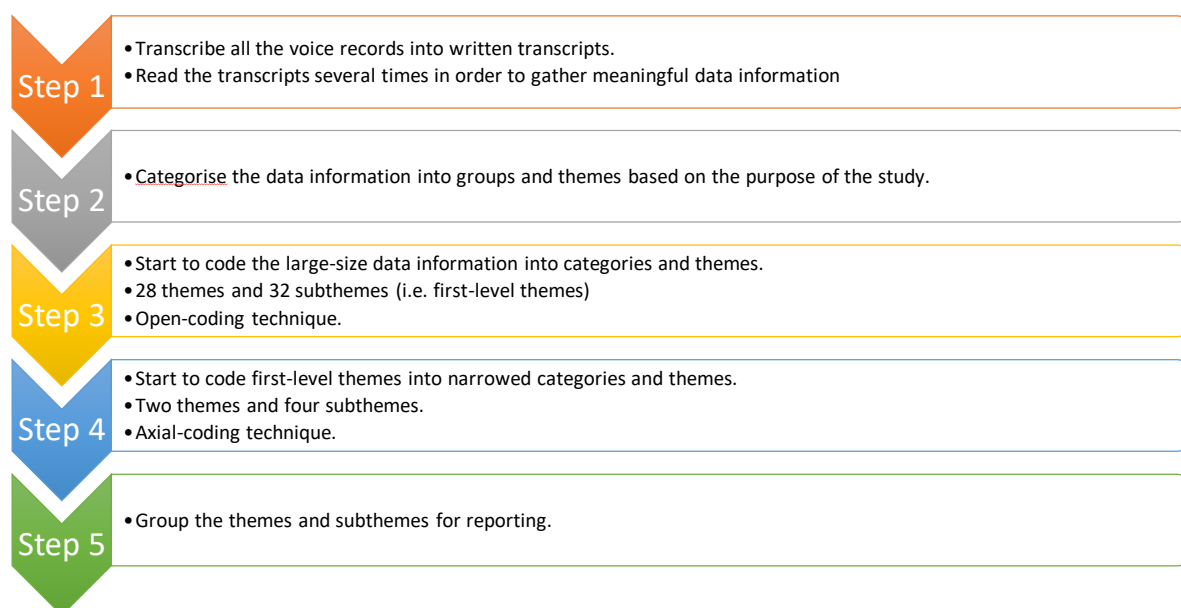 Step 1
•Transcribe all the voice records into written transcripts.
•Read the transcripts several times in order to gather meaningful data information
Step 2
•Categorise the data information into groups and themes based on the purpose of the study.
Step 3
•Start to code the large-size data information into categories and themes.
•28 themes and 32 subthemes (i.e. first-level themes)
•Open-coding technique.
Step 4
•Start to code first-level themes into narrowed categories and themes.
•Two themes and four subthemes.
•Axial-coding technique.
Step 5
•Group the themes and subthemes for reporting.